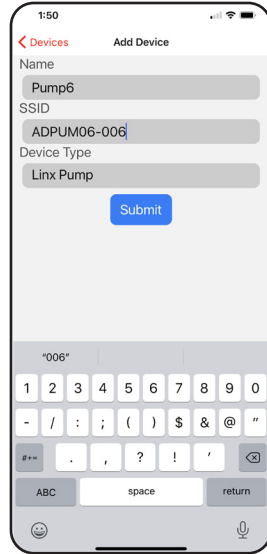 1:50
Devices
Add Device
Name
Pump6
SSID
ADPUM06-006
Device Type
Linx Pump
Submit
"006"
1 2 3 4 5 6 7 8 9 0
- / : ; ( ) $ & @ "
#+= . , ? ! '
ABC space return